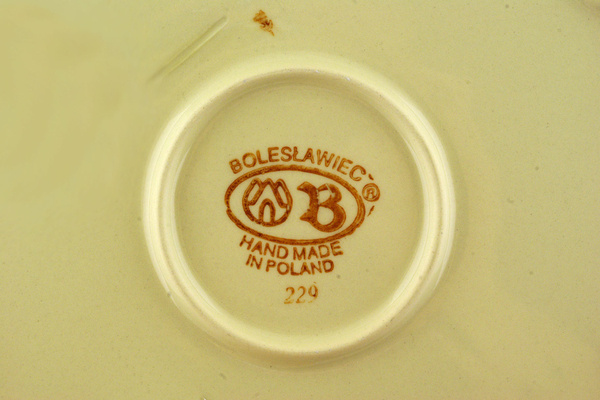 BOLESŁAWIEC
B ®
HAND MADE
IN POLAND
229